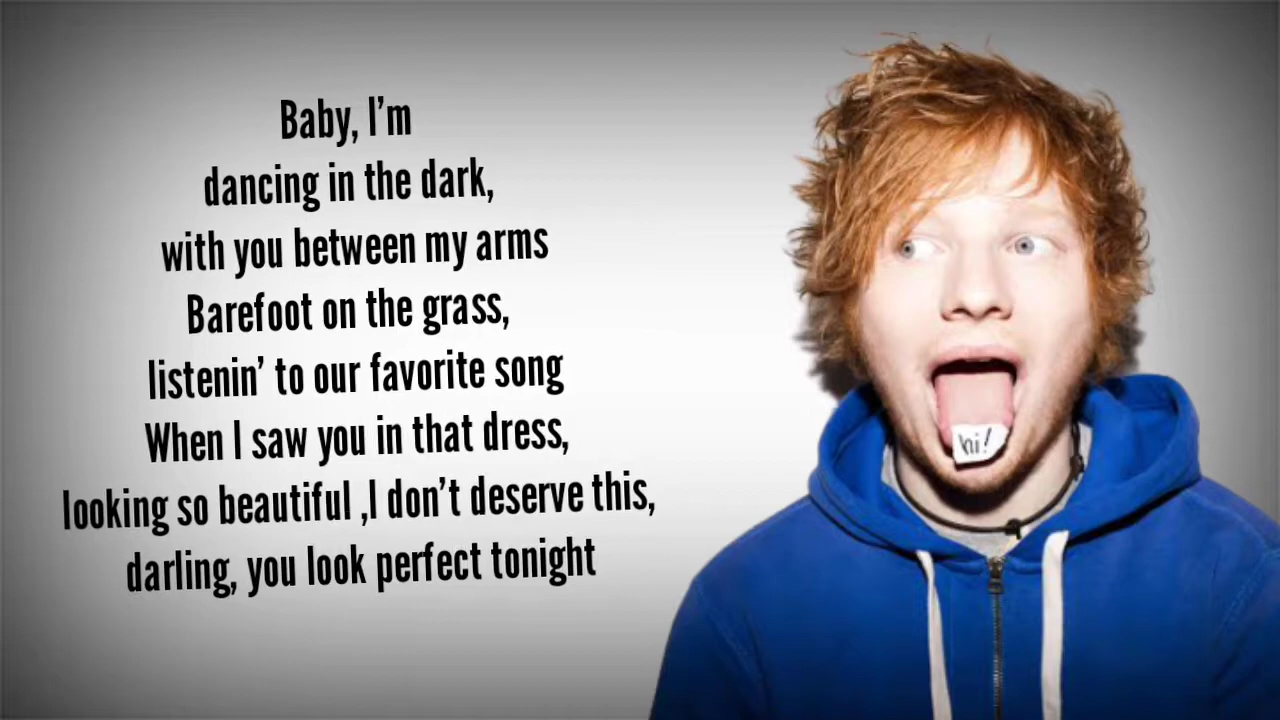 Baby, I'm
dancing in the dark,
with you between my arms
Barefoot on the grass,
listenin' to our favorite song
When I saw you in that dress,
looking so beautiful ,I don't deserve this,
darling, you look perfect tonight
hi!